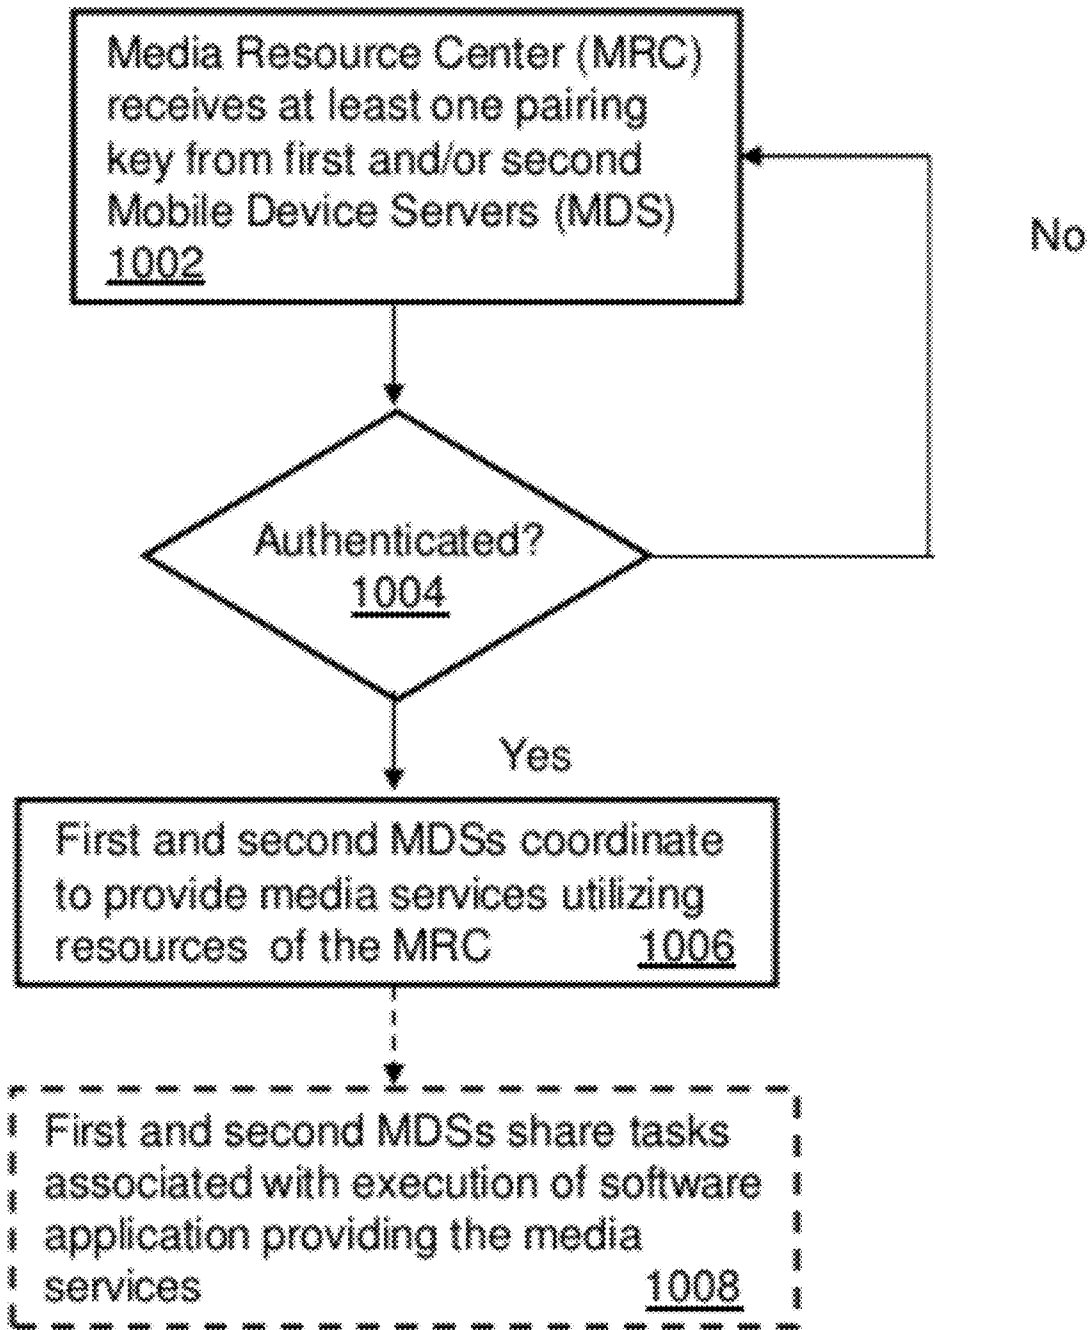 Media Resource Center (MRC)
receives at least one pairing
key from first and/or second
Mobile Device Servers (MDS)
1002
No
Authenticated?
1004
Yes
First and second MDSs coordinate
to provide media services utilizing
resources of the MRC 1006
First and second MDSs share tasks
associated with execution of software
application providing the media
services 1008